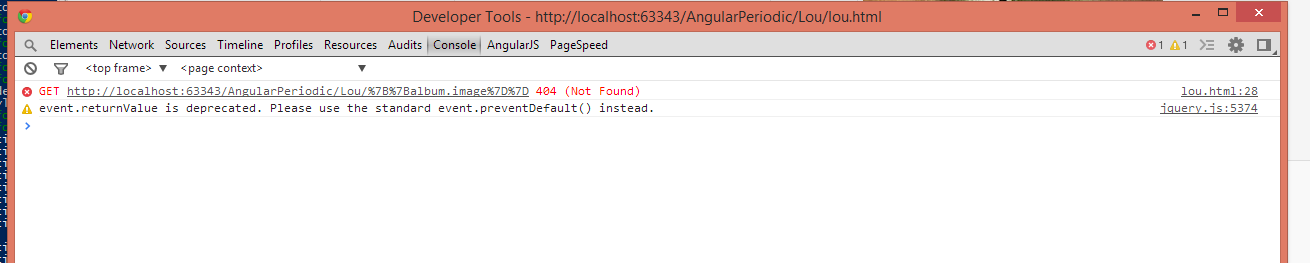 Developer Tools - http://localhost:63343/AngularPeriodic/Lou/lou.html
Elements Network Sources Timeline Profiles Resources Audits Console AngularJS PageSpeed 1 1
<top frame> <page context>
GET http://localhost:63343/AngularPeriodic/Lou/%7B%7Balbum.image%7D%7D 404 (Not Found) lou.html:28
event.returnValue is deprecated. Please use the standard event.preventDefault() instead. jquery.js:5374
>